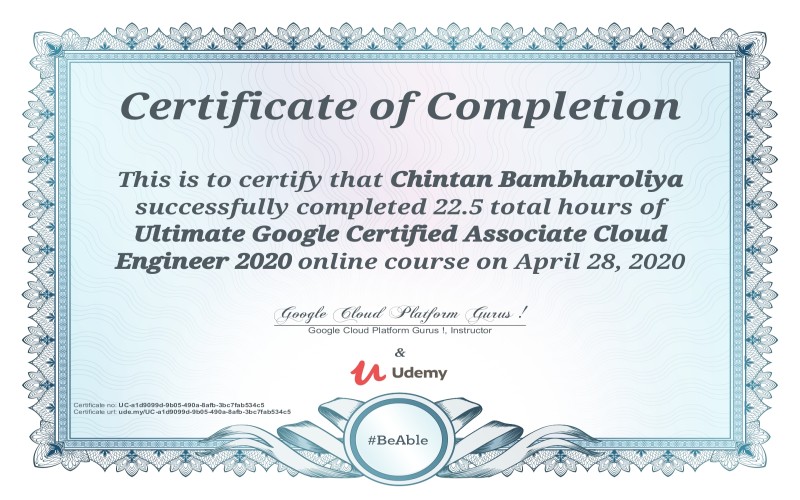 Certificate of Completion
This is to certify that Chintan Bambharoliya
successfully completed 22.5 total hours of
Ultimate Google Certified Associate Cloud
Engineer 2020 online course on April 28, 2020
Google Cloud Platform Gurus !
Google Cloud Platform Gurus !, Instructor
&
Udemy
Certificate no: UC-a1d9099d-9b05-490a-8afb-3bc7fab534c5
Certificate url: ude.my/UC-a1d9099d-9b05-490a-8afb-3bc7fab534c5
#BeAble